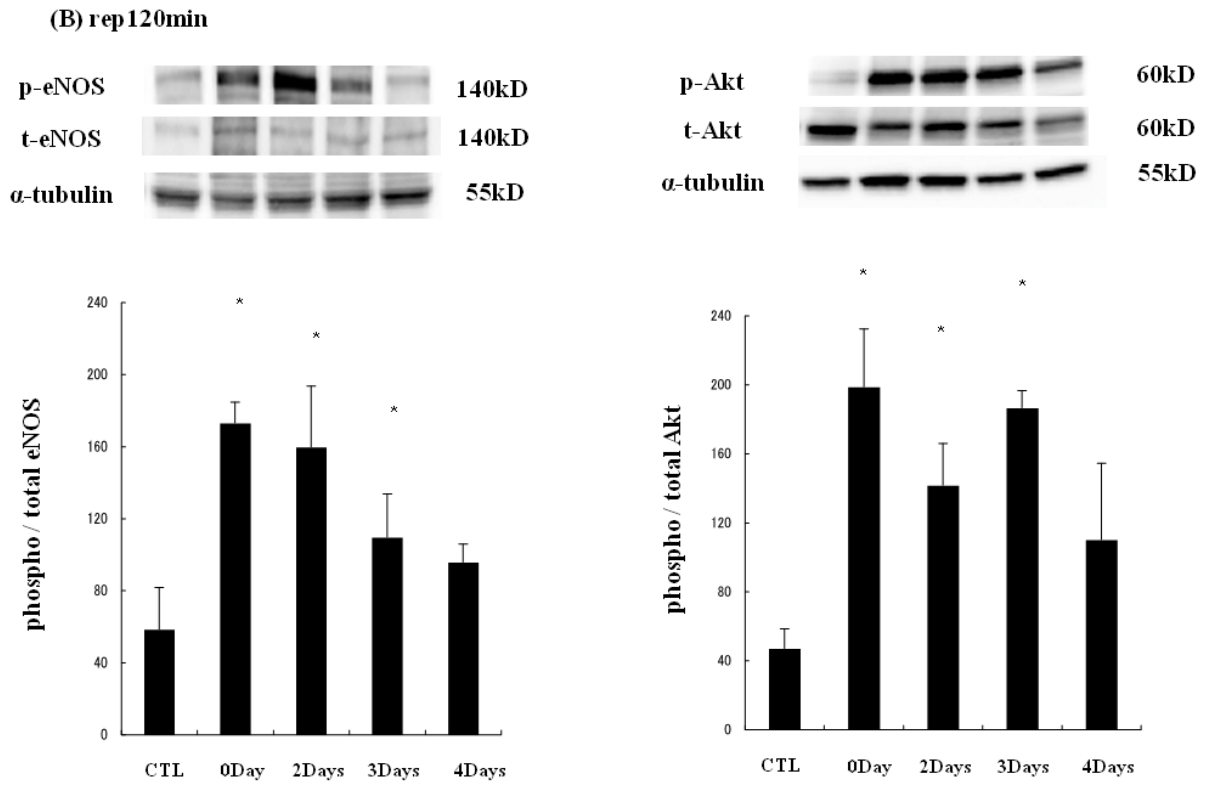 (B) rep120min
p-eNOS 140kD
t-eNOS 140kD
α-tubulin 55kD
p-Akt 60kD
t-Akt 60kD
α-tubulin 55kD
phospho / total eNOS
240
200
160
120
80
40
0
* * *
CTL 0Day 2Days 3Days 4Days
phospho / total Akt
240
200
160
120
80
40
0
* * *
CTL 0Day 2Days 3Days 4Days